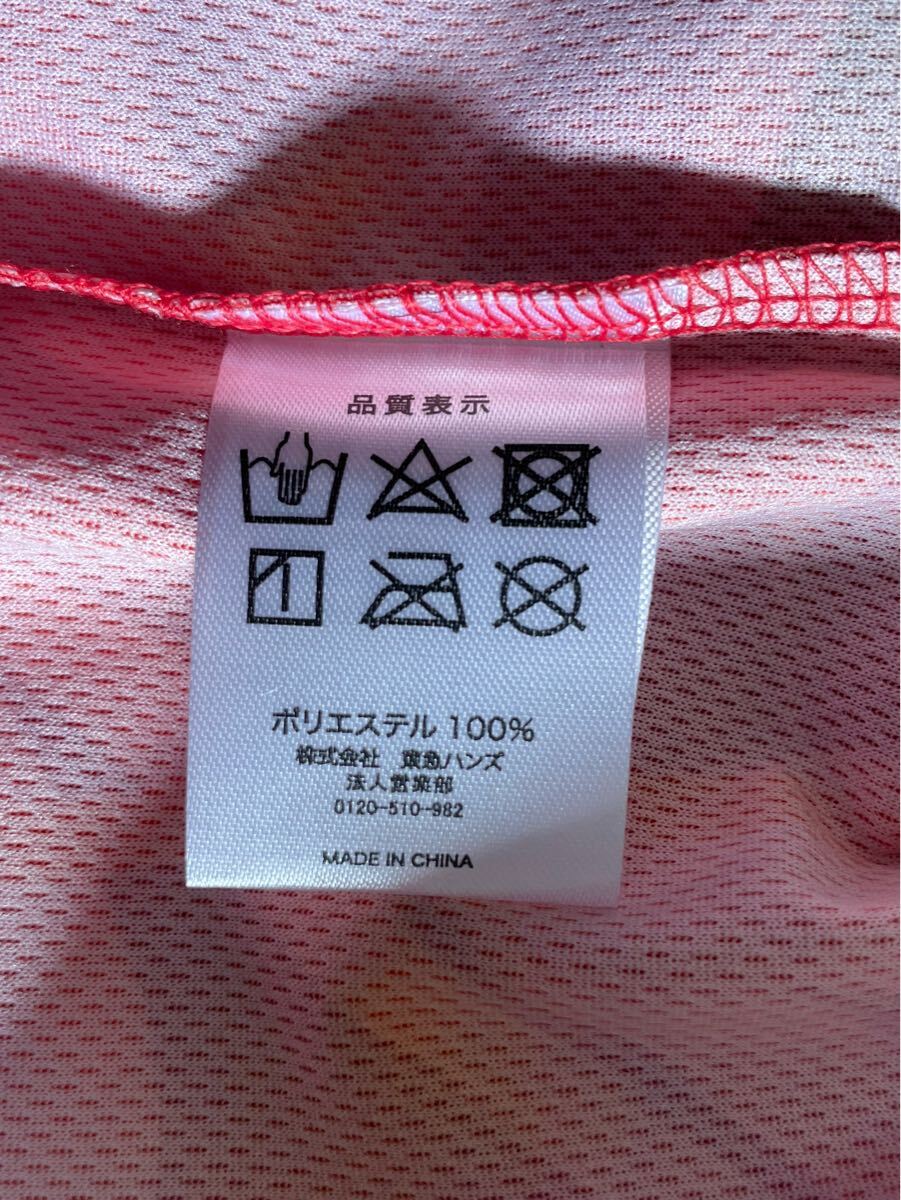 品質表示
ポリエステル 100%
株式会社 東急ハンズ
法人営業部
0120-510-982
MADE IN CHINA